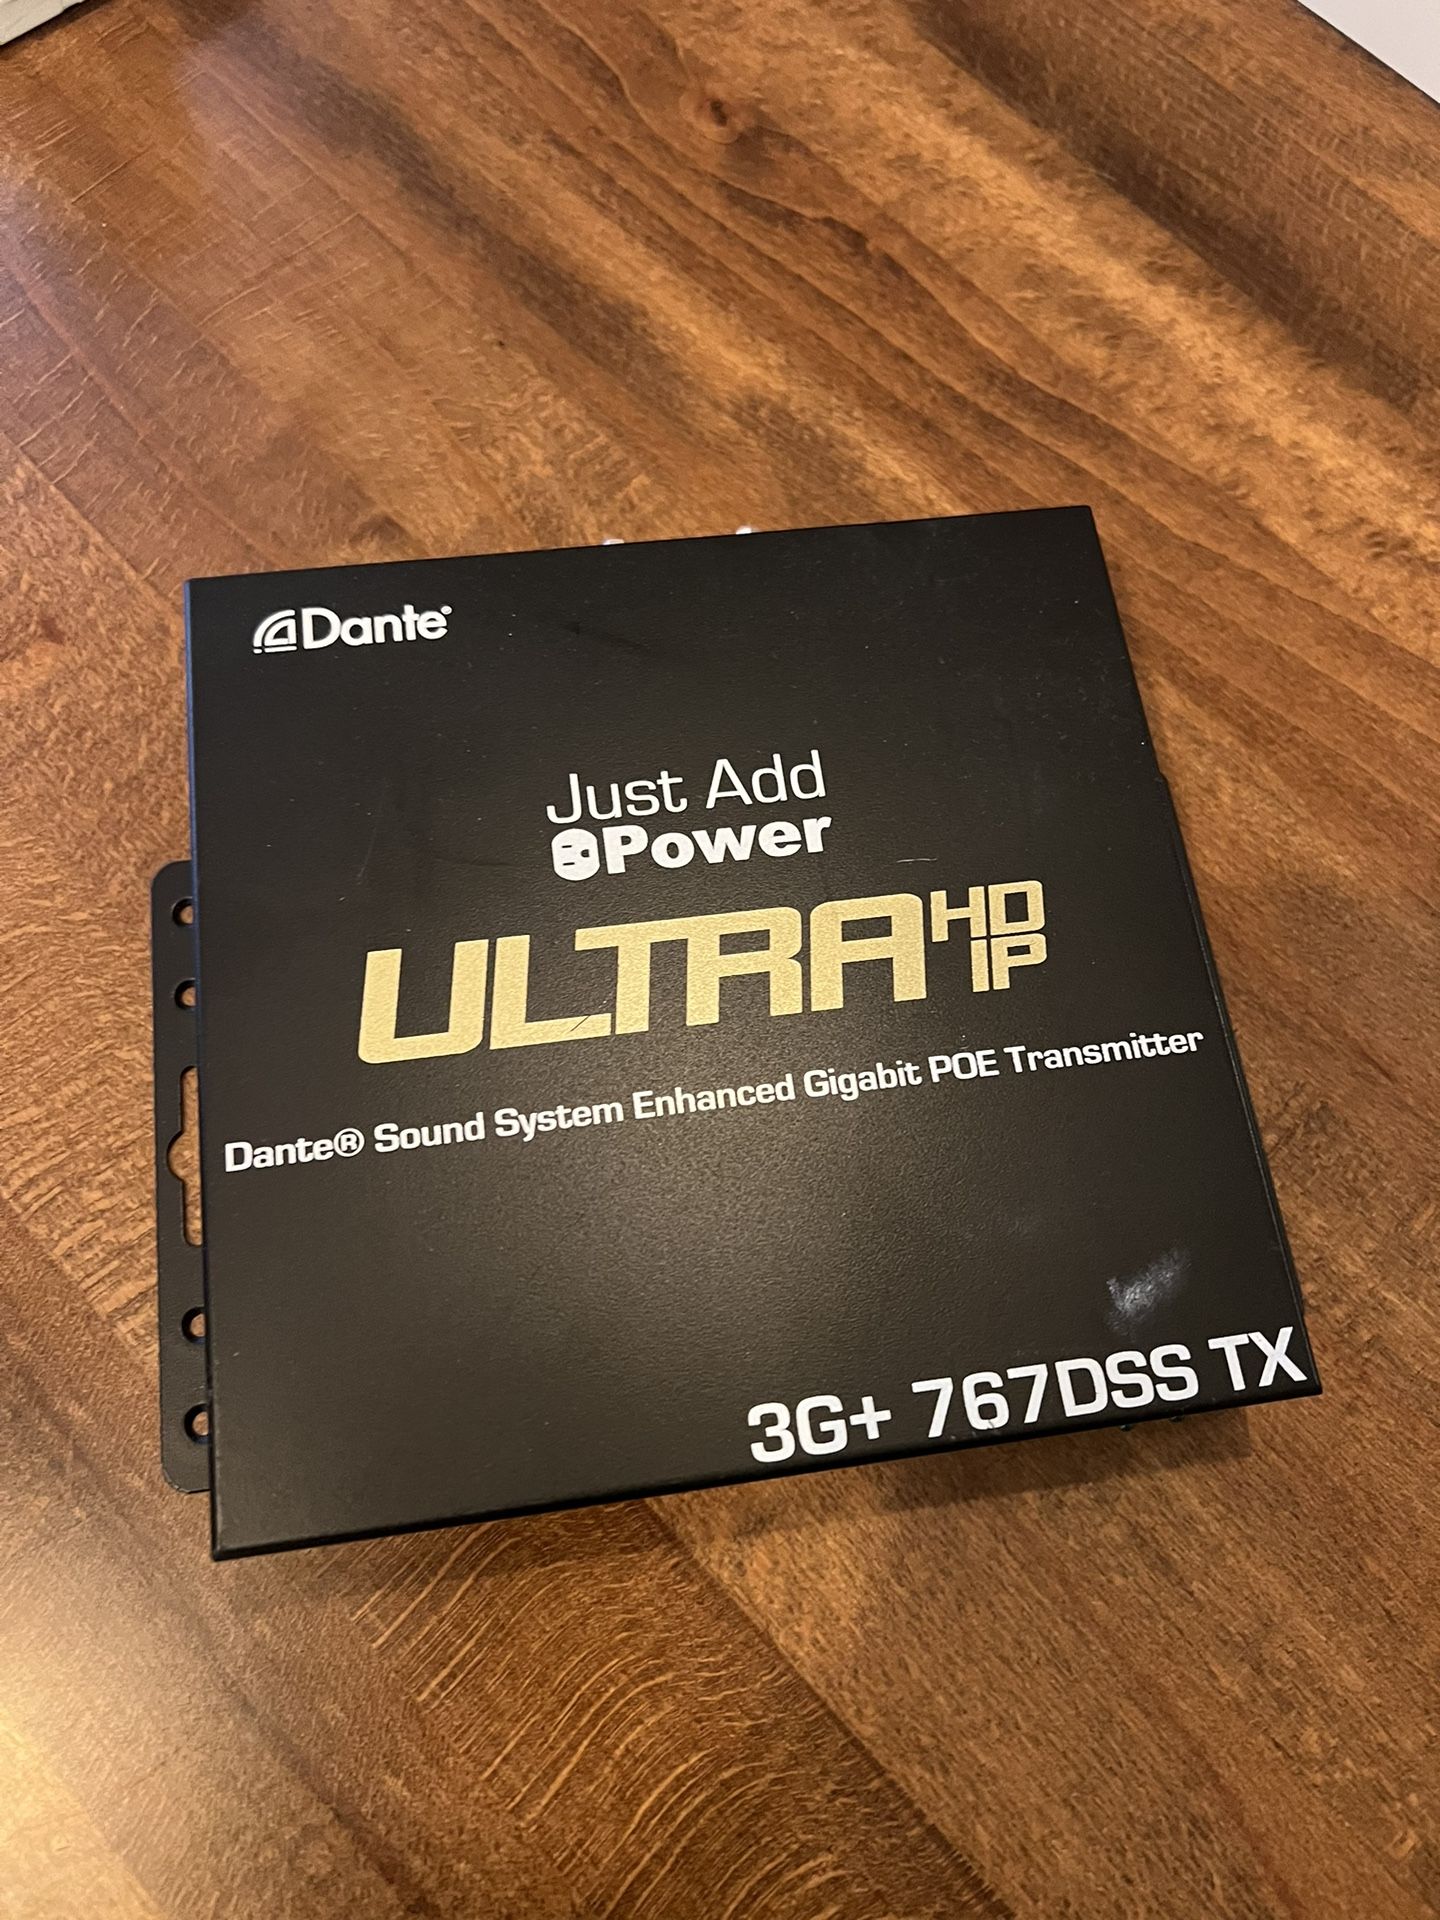 Dante®
Just Add
Power
ULTRA HD
IP
Dante® Sound System Enhanced Gigabit POE Transmitter
3G+ 767DSS TX